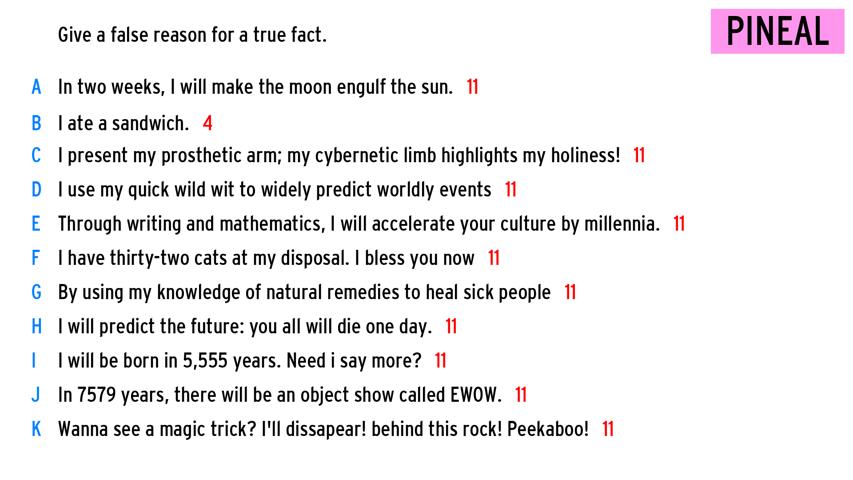 Give a false reason for a true fact.
PINEAL
A In two weeks, I will make the moon engulf the sun. 11
B I ate a sandwich. 4
C I present my prosthetic arm; my cybernetic limb highlights my holiness! 11
D I use my quick wild wit to widely predict worldly events 11
E Through writing and mathematics, I will accelerate your culture by millennia. 11
F I have thirty-two cats at my disposal. I bless you now 11
G By using my knowledge of natural remedies to heal sick people 11
H I will predict the future: you all will die one day. 11
I I will be born in 5,555 years. Need i say more? 11
J In 7579 years, there will be an object show called EWOW. 11
K Wanna see a magic trick? I'll dissapear! behind this rock! Peekaboo! 11